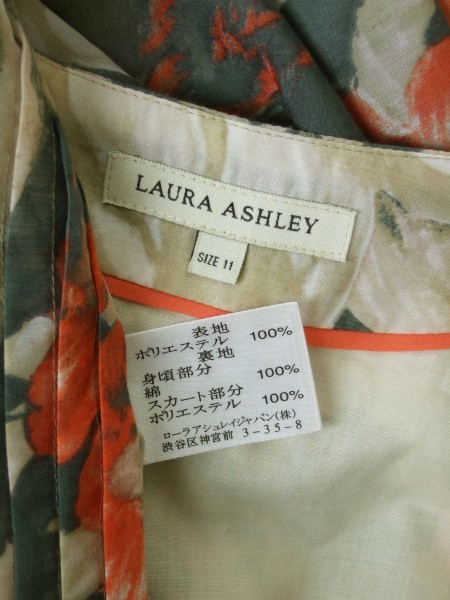 LAURA ASHLEY
SIZE 11
表地
ポリエステル 100%
裏地
身頃部分
綿 100%
スカート部分
ポリエステル 100%
ローラアシュレイジャパン(株)
渋谷区神宮前 3-35-8